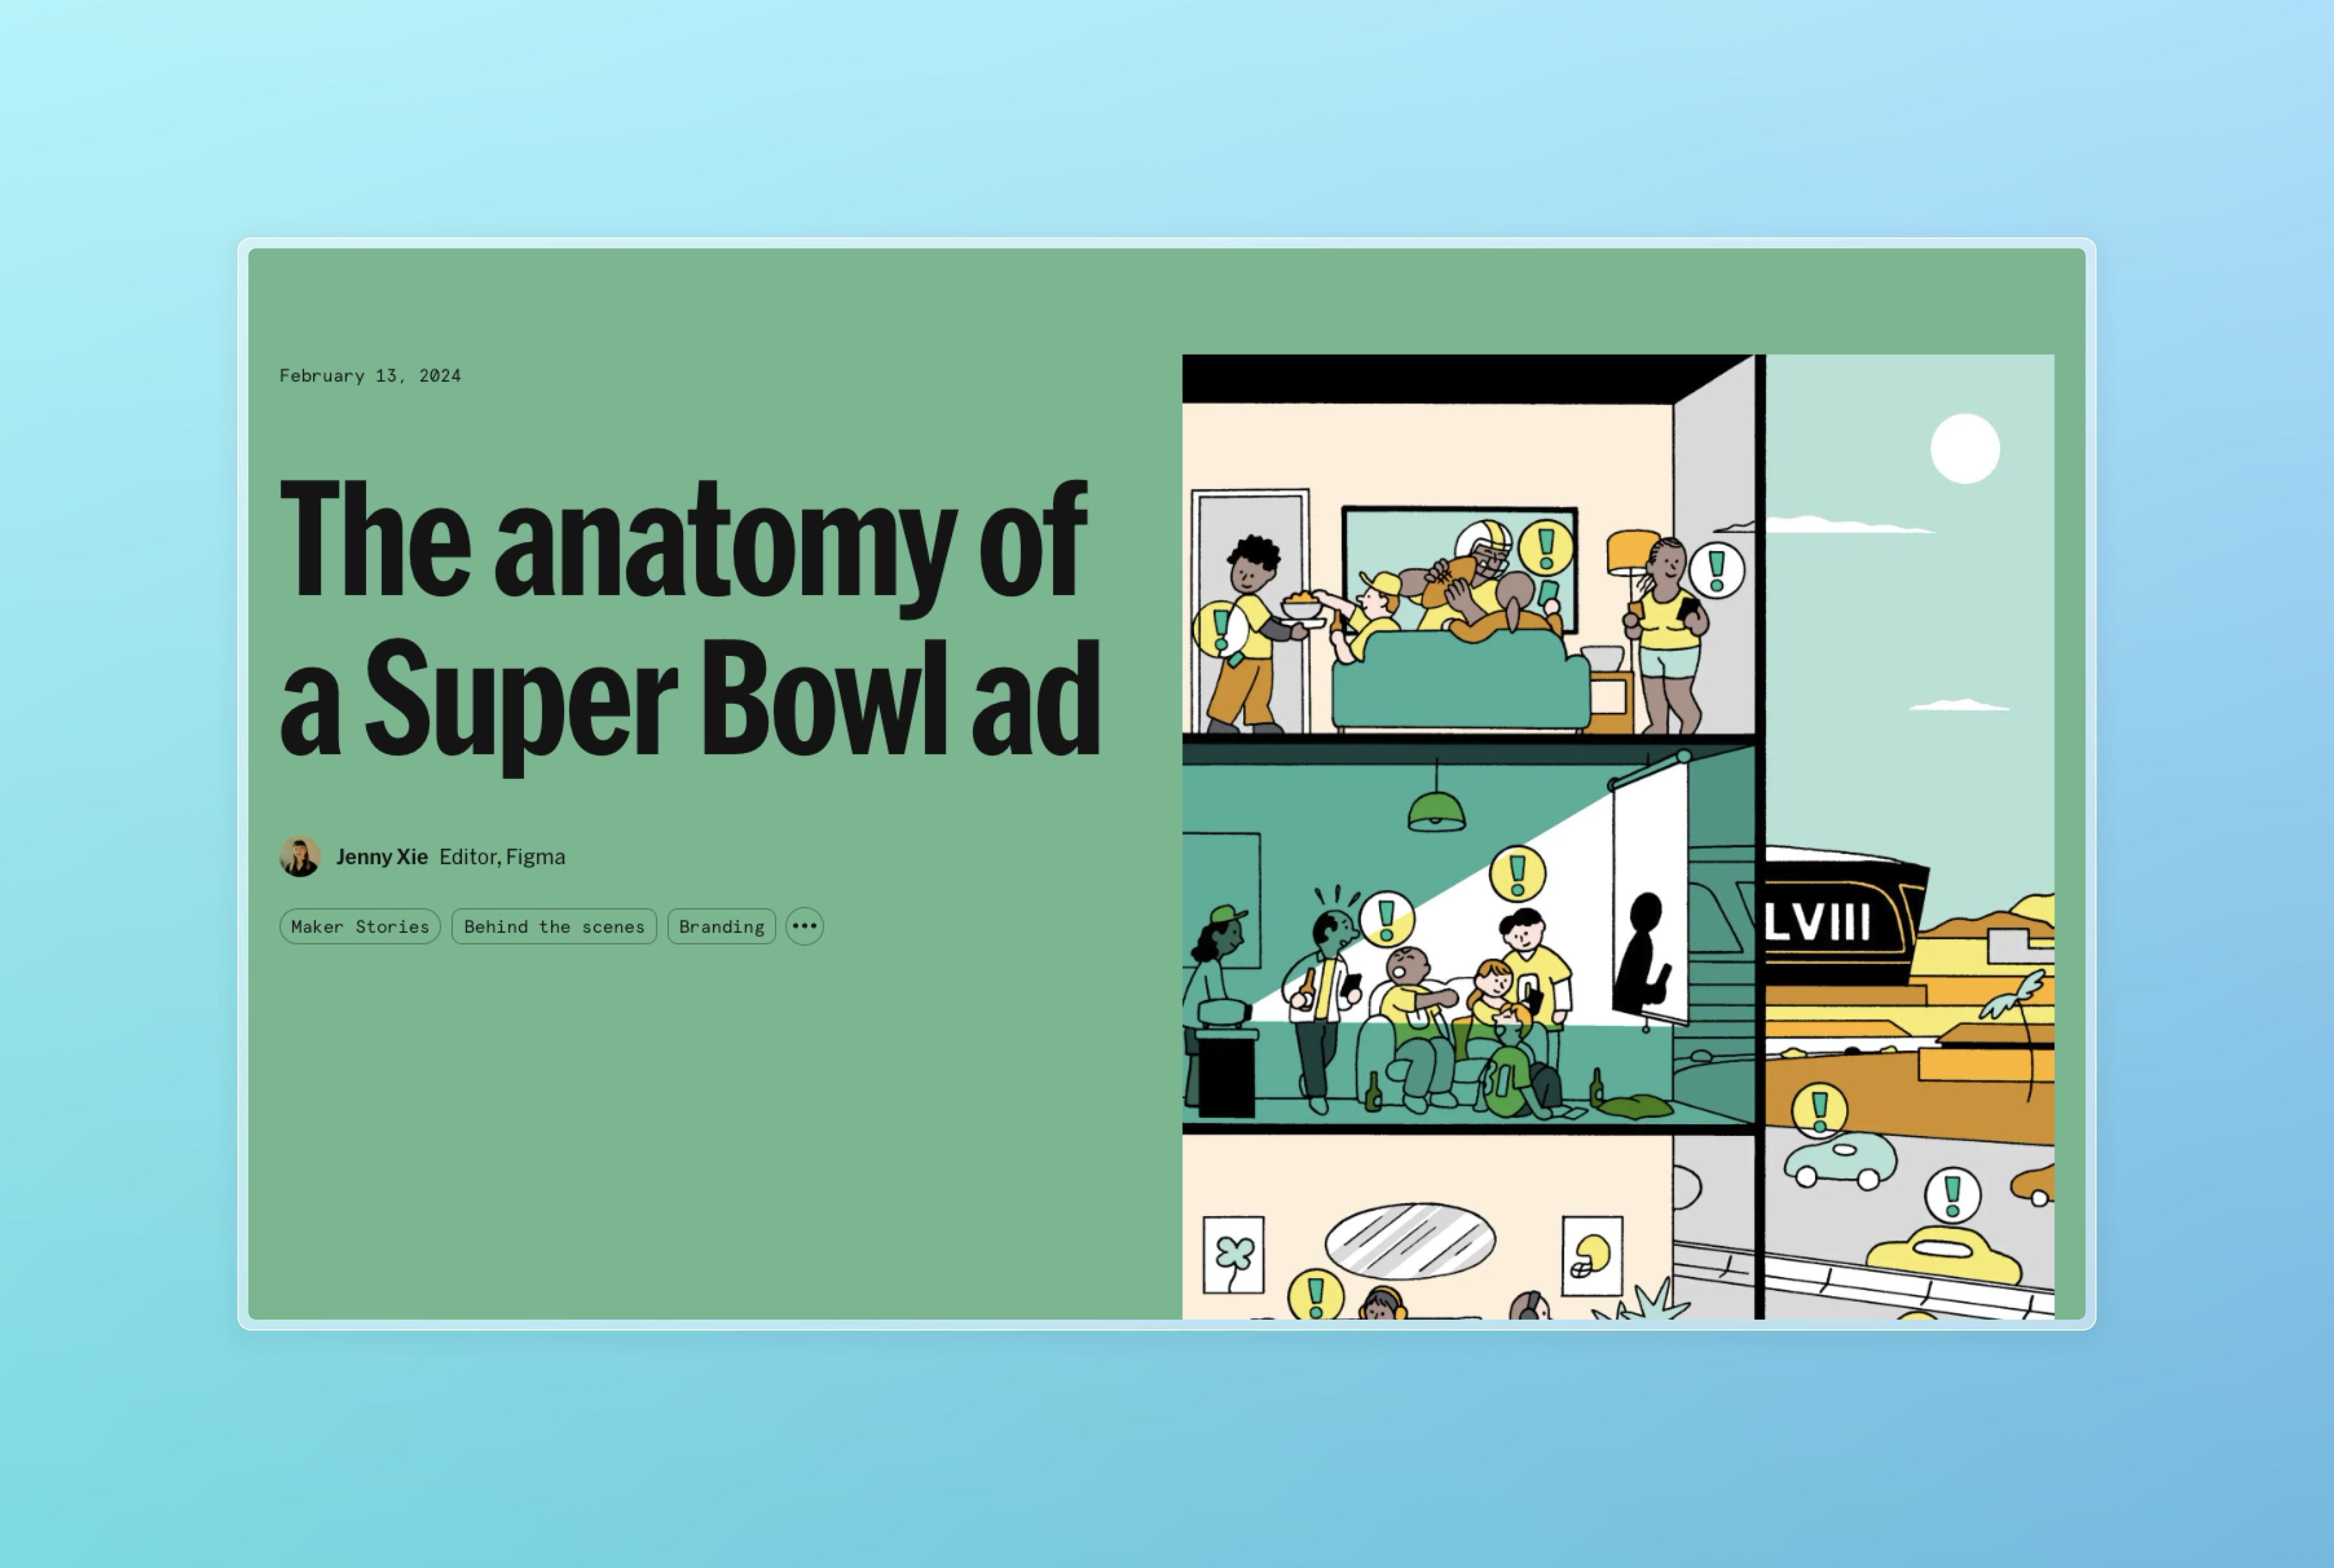 February 13, 2024
The anatomy of
a Super Bowl ad
Jenny Xie Editor, Figma
Maker Stories Behind the scenes Branding •••
LVIII